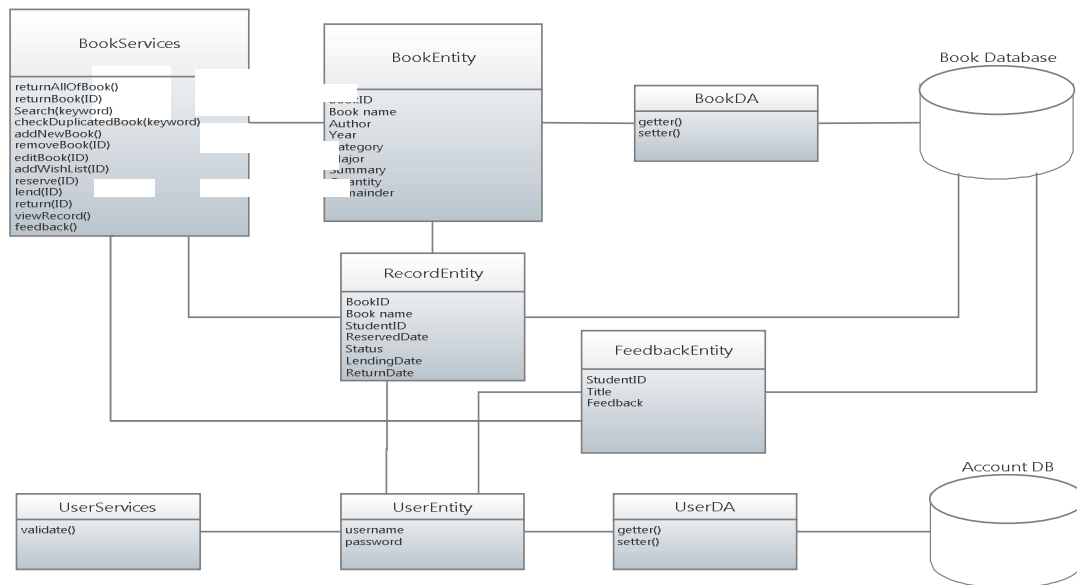 BookServices
returnAllOfBook()
returnBook(ID)
Search(keyword)
checkDuplicatedBook(keyword)
addNewBook()
removeBook(ID)
editBook(ID)
addWishList(ID)
reserve(ID)
lend(ID)
return(ID)
viewRecord()
feedback()
BookEntity
Book name
Author
Year
Summary
BookDA
getter()
setter()
Book Database
RecordEntity
BookID
Book name
StudentID
ReservedDate
Status
LendingDate
ReturnDate
FeedbackEntity
StudentID
Title
Feedback
UserServices
validate()
UserEntity
username
password
UserDA
getter()
setter()
Account DB